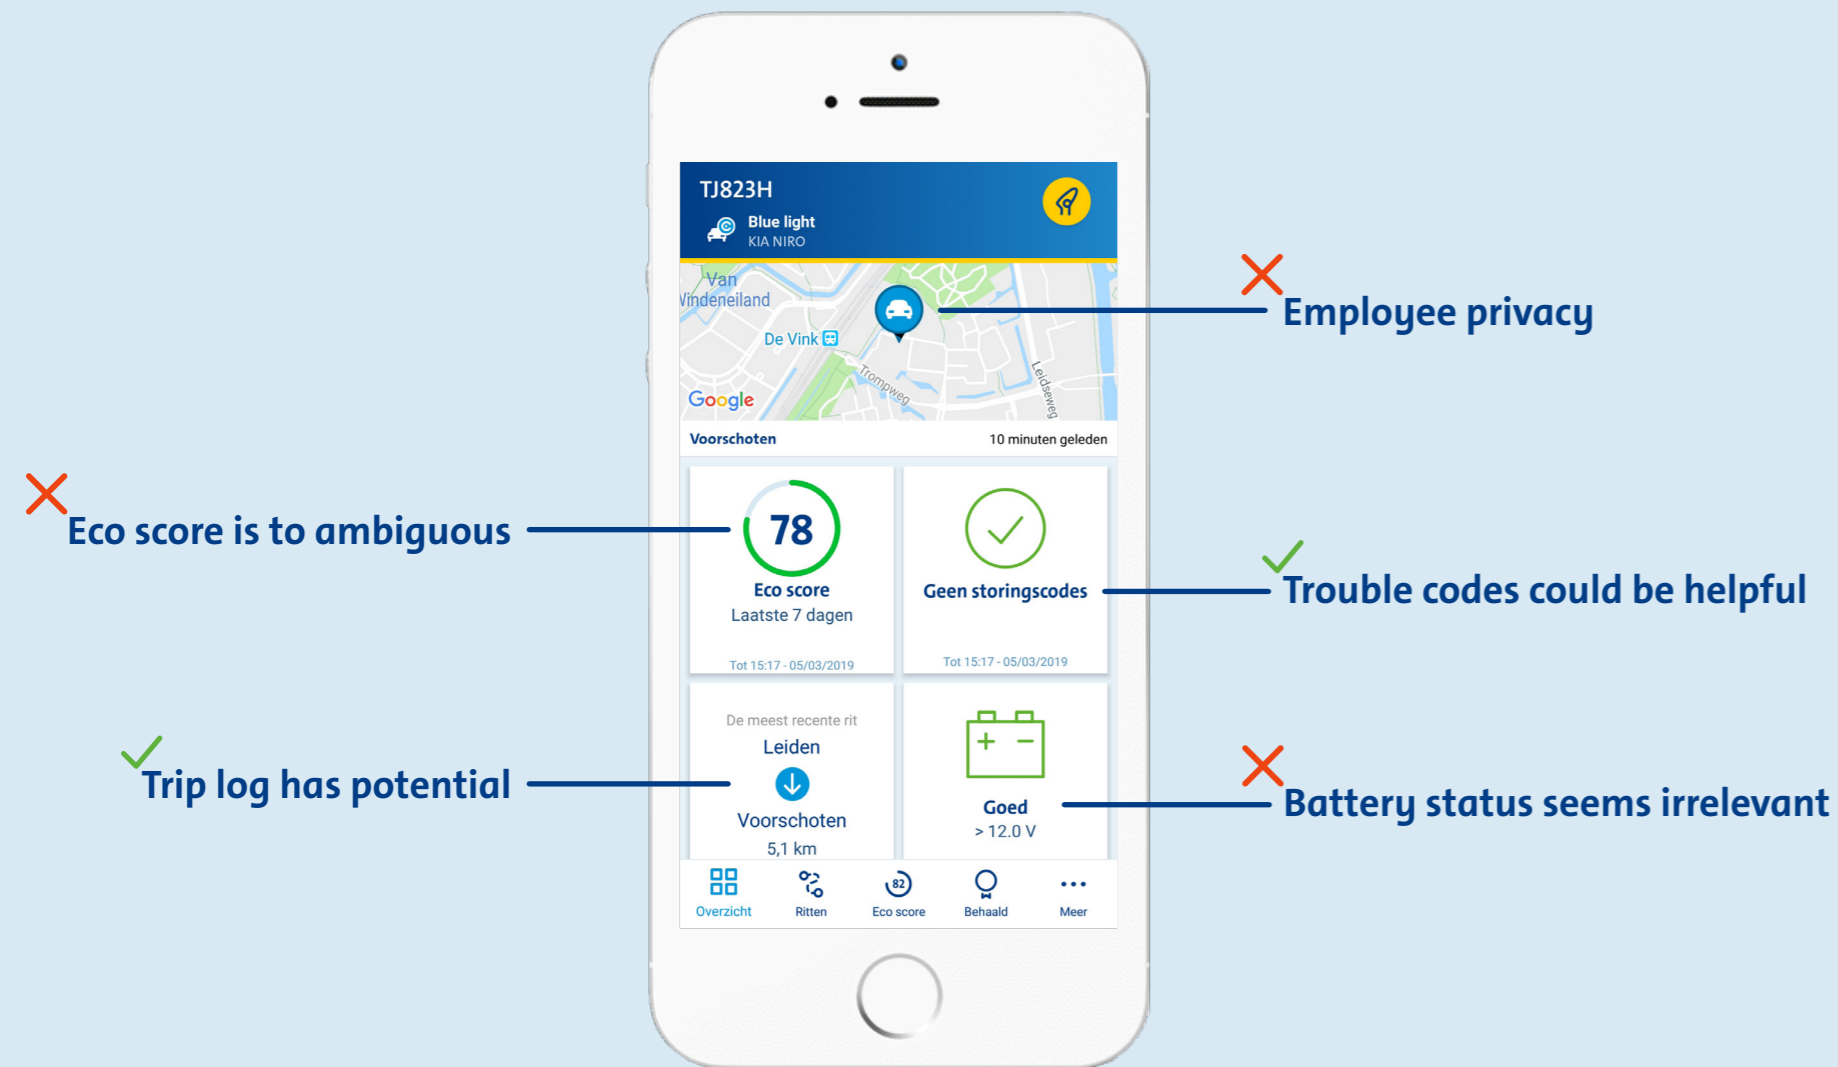 TJ823H
Blue light
KIA NIRO
Van
Vindeneiland
De Vink
Trompweg
Leidseweg
Google
Voorschoten
10 minuten geleden
Employee privacy
Eco score is to ambiguous
78
Eco score
Laatste 7 dagen
Tot 15:17 - 05/03/2019
Geen storingscodes
Tot 15:17 - 05/03/2019
Trouble codes could be helpful
Trip log has potential
De meest recente rit
Leiden
Voorschoten
5,1 km
+ −
Goed
> 12.0 V
Battery status seems irrelevant
Overzicht
Ritten
82
Eco score
Behaald
Meer